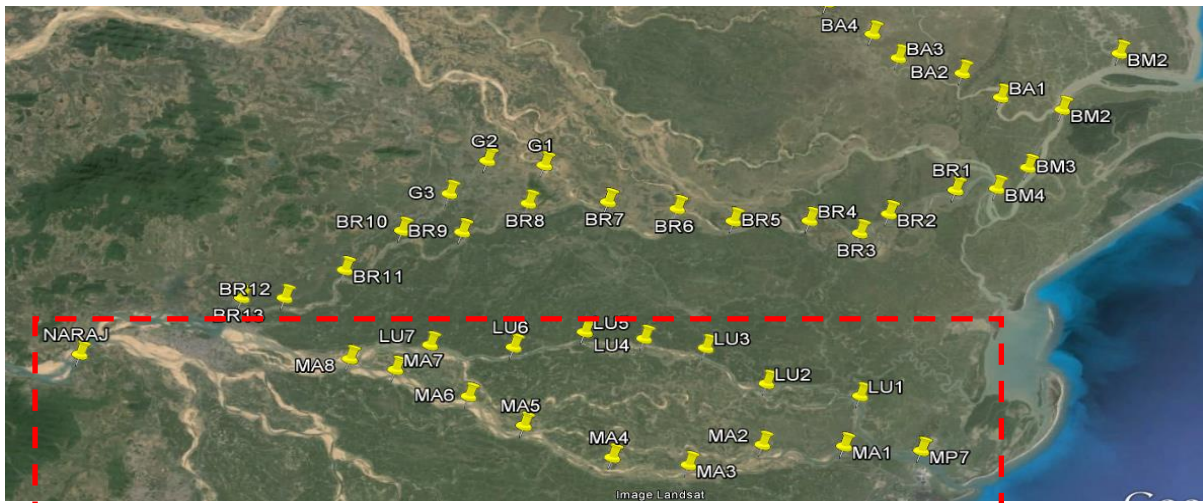 BA4
BA3
BA2
BM2
BA1
BM2
G2
G1
BM3
BR1
BM4
G3
BR10
BR9
BR8
BR7
BR6
BR5
BR4
BR2
BR3
BR11
BR12
BR13
NARAJ
LU7
LU6
LU5
LU4
LU3
MA8
MA7
LU2
LU1
MA6
MA5
MA4
MA2
MA3
MA1
MP7
Image Landsat